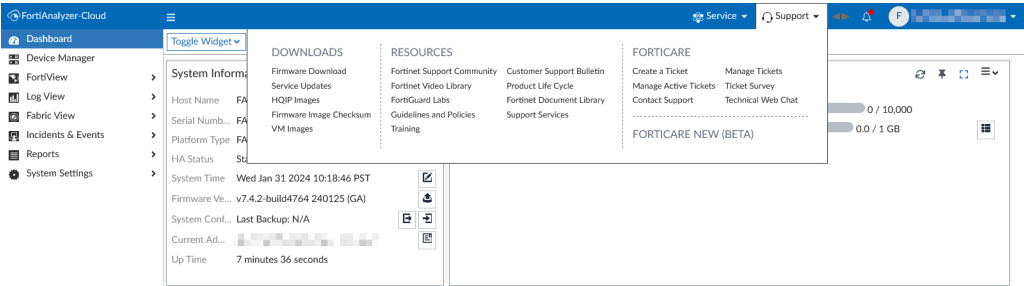 FortiAnalyzer-Cloud
Service
Support
F
Dashboard
Device Manager
FortiView
Log View
Fabric View
Incidents & Events
Reports
System Settings
Toggle Widget
DOWNLOADS
Firmware Download
Service Updates
HQIP Images
Firmware Image Checksum
VM Images
RESOURCES
Fortinet Support Community
Customer Support Bulletin
Fortinet Video Library
Product Life Cycle
FortiGuard Labs
Fortinet Document Library
Guidelines and Policies
Support Services
Training
FORTICARE
Create a Ticket
Manage Tickets
Manage Active Tickets
Ticket Survey
Contact Support
Technical Web Chat
FORTICARE NEW (BETA)
System Informa
Host Name FA
Serial Numb... FA
Platform Type FA
HA Status Sta
System Time Wed Jan 31 2024 10:18:46 PST
Firmware Ve... v7.4.2-build4764 240125 (GA)
System Conf... Last Backup: N/A
Current Ad...
Up Time 7 minutes 36 seconds
0 / 10,000
0.0 / 1 GB